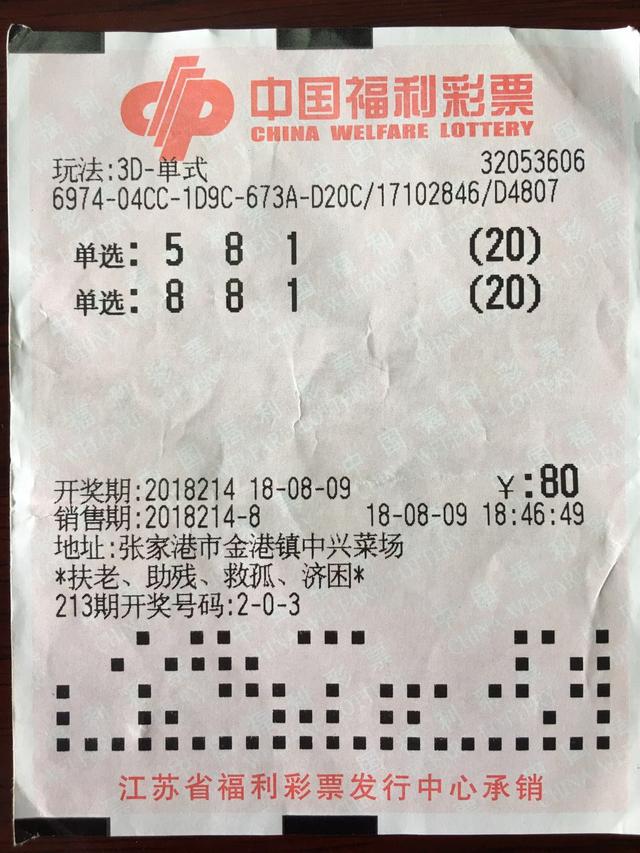 中国福利彩票
CHINA WELFARE LOTTERY
玩法:3D-单式 32053606
6974-04CC-1D9C-673A-D20C/17102846/D4807
单选: 5 8 1 (20)
单选: 8 8 1 (20)
开奖期:2018214 18-08-09 ￥:80
销售期:2018214-8 18-08-09 18:46:49
地址:张家港市金港镇中兴菜场
*扶老、助残、救孤、济困*
213期开奖号码:2-0-3
江苏省福利彩票发行中心承销